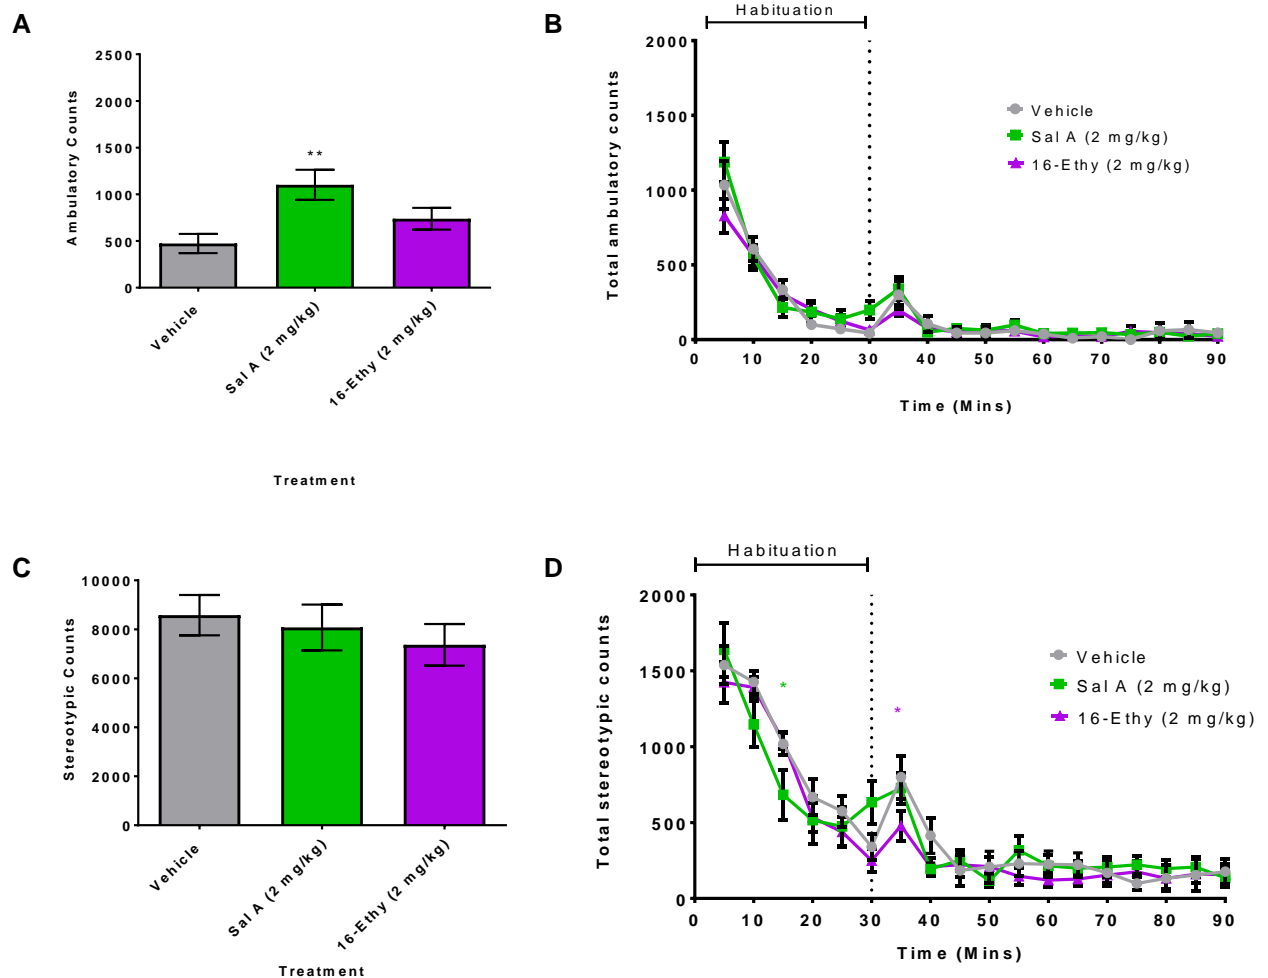 A
Ambulatory Counts
2500
2000
1500
1000
500
0
**
Vehicle
Sal A (2 mg/kg)
16-Ethy (2 mg/kg)
Treatment
B
Habituation
Total ambulatory counts
2000
1500
1000
500
0
0 10 20 30 40 50 60 70 80 90
Time (Mins)
Vehicle
Sal A (2 mg/kg)
16-Ethy (2 mg/kg)
C
Stereotypic Counts
10000
8000
6000
4000
2000
0
Vehicle
Sal A (2 mg/kg)
16-Ethy (2 mg/kg)
Treatment
D
Habituation
Total stereotypic counts
2000
1500
1000
500
0
*
*
0 10 20 30 40 50 60 70 80 90
Time (Mins)
Vehicle
Sal A (2 mg/kg)
16-Ethy (2 mg/kg)